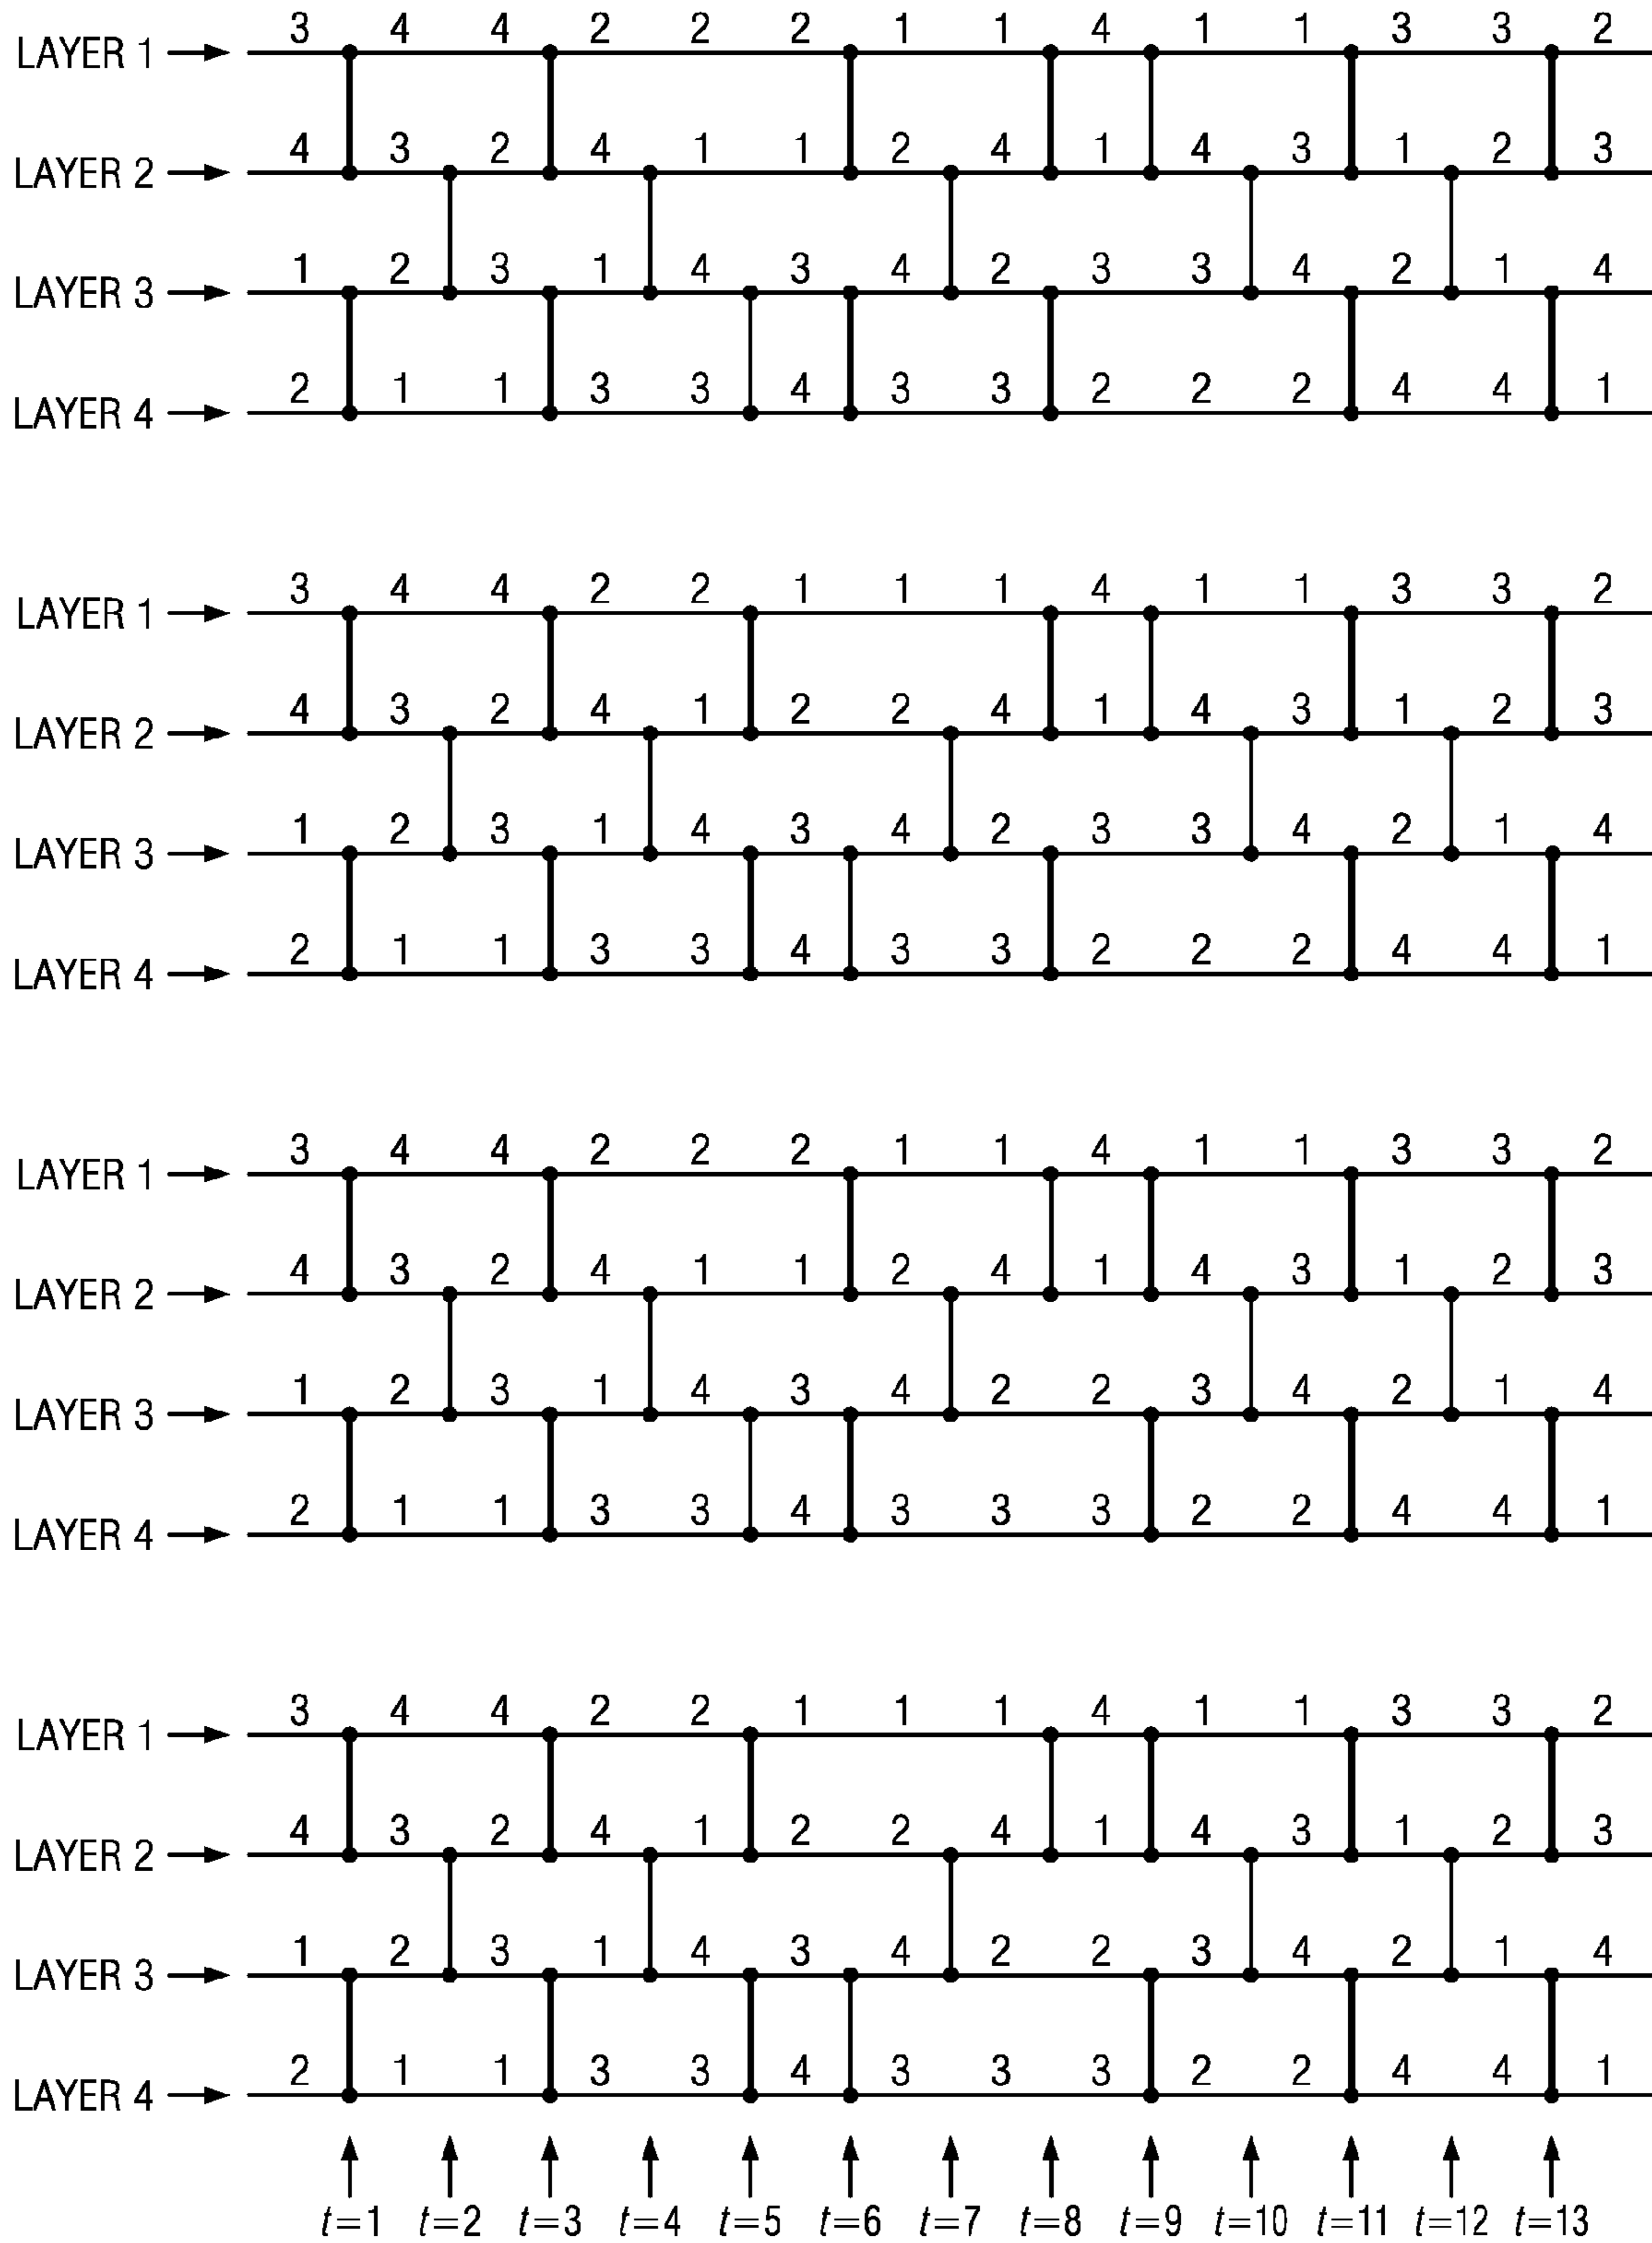 LAYER 1 3 4 4 2 2 2 1 1 4 1 1 3 3 2
LAYER 2 4 3 2 4 1 1 2 4 1 4 3 1 2 3
LAYER 3 1 2 3 1 4 3 4 2 3 3 4 2 1 4
LAYER 4 2 1 1 3 3 4 3 3 2 2 2 4 4 1
LAYER 1 3 4 4 2 2 1 1 1 4 1 1 3 3 2
LAYER 2 4 3 2 4 1 2 2 4 1 4 3 1 2 3
LAYER 3 1 2 3 1 4 3 4 2 3 3 4 2 1 4
LAYER 4 2 1 1 3 3 4 3 3 2 2 2 4 4 1
LAYER 1 3 4 4 2 2 2 1 1 4 1 1 3 3 2
LAYER 2 4 3 2 4 1 1 2 4 1 4 3 1 2 3
LAYER 3 1 2 3 1 4 3 4 2 2 3 4 2 1 4
LAYER 4 2 1 1 3 3 4 3 3 3 2 2 4 4 1
LAYER 1 3 4 4 2 2 1 1 1 4 1 1 3 3 2
LAYER 2 4 3 2 4 1 2 2 4 1 4 3 1 2 3
LAYER 3 1 2 3 1 4 3 4 2 2 3 4 2 1 4
LAYER 4 2 1 1 3 3 4 3 3 3 2 2 4 4 1
t=1 t=2 t=3 t=4 t=5 t=6 t=7 t=8 t=9 t=10 t=11 t=12 t=13